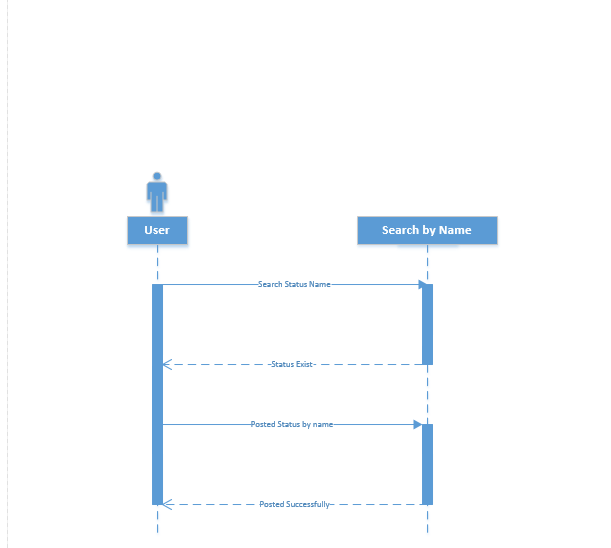 User
Search by Name
Search Status Name
Status Exist
Posted Status by name
Posted Successfully